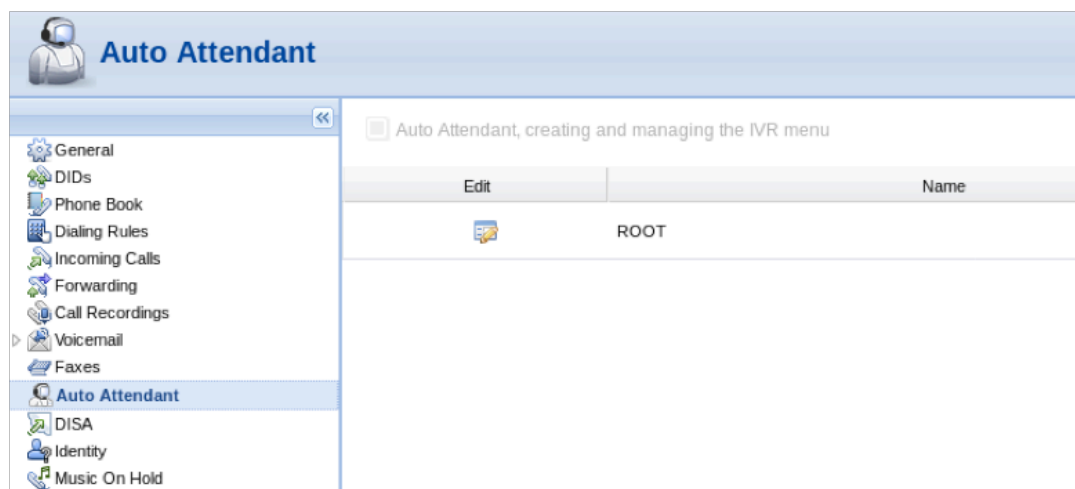 Auto Attendant
General
DIDs
Phone Book
Dialing Rules
Incoming Calls
Forwarding
Call Recordings
Voicemail
Faxes
Auto Attendant
DISA
Identity
Music On Hold
Auto Attendant, creating and managing the IVR menu
Edit Name
ROOT